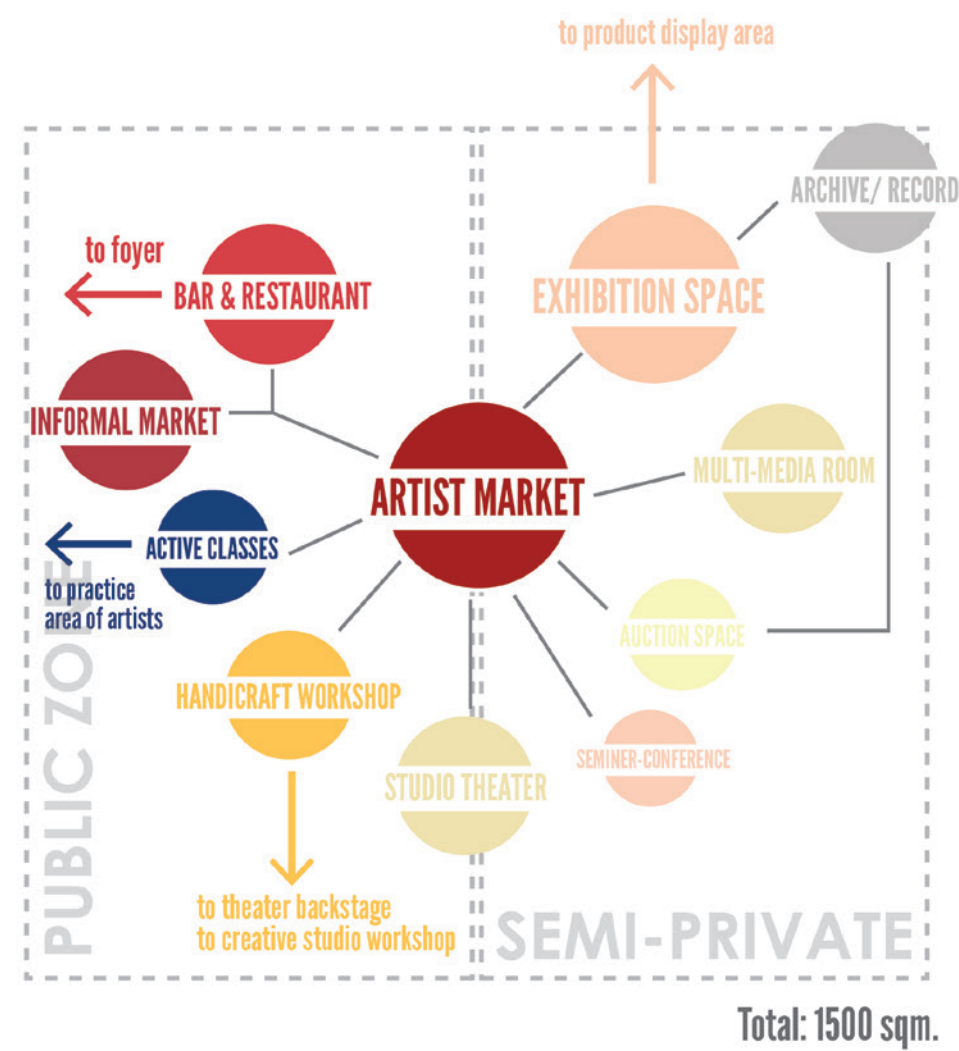 to product display area
ARCHIVE/ RECORD
to foyer
BAR & RESTAURANT
EXHIBITION SPACE
INFORMAL MARKET
MULTI-MEDIA ROOM
ARTIST MARKET
ACTIVE CLASSES
to practice
area of artists
AUCTION SPACE
HANDICRAFT WORKSHOP
SEMINER-CONFERENCE
STUDIO THEATER
PUBLIC ZONE
to theater backstage
to creative studio workshop
SEMI-PRIVATE
Total: 1500 sqm.